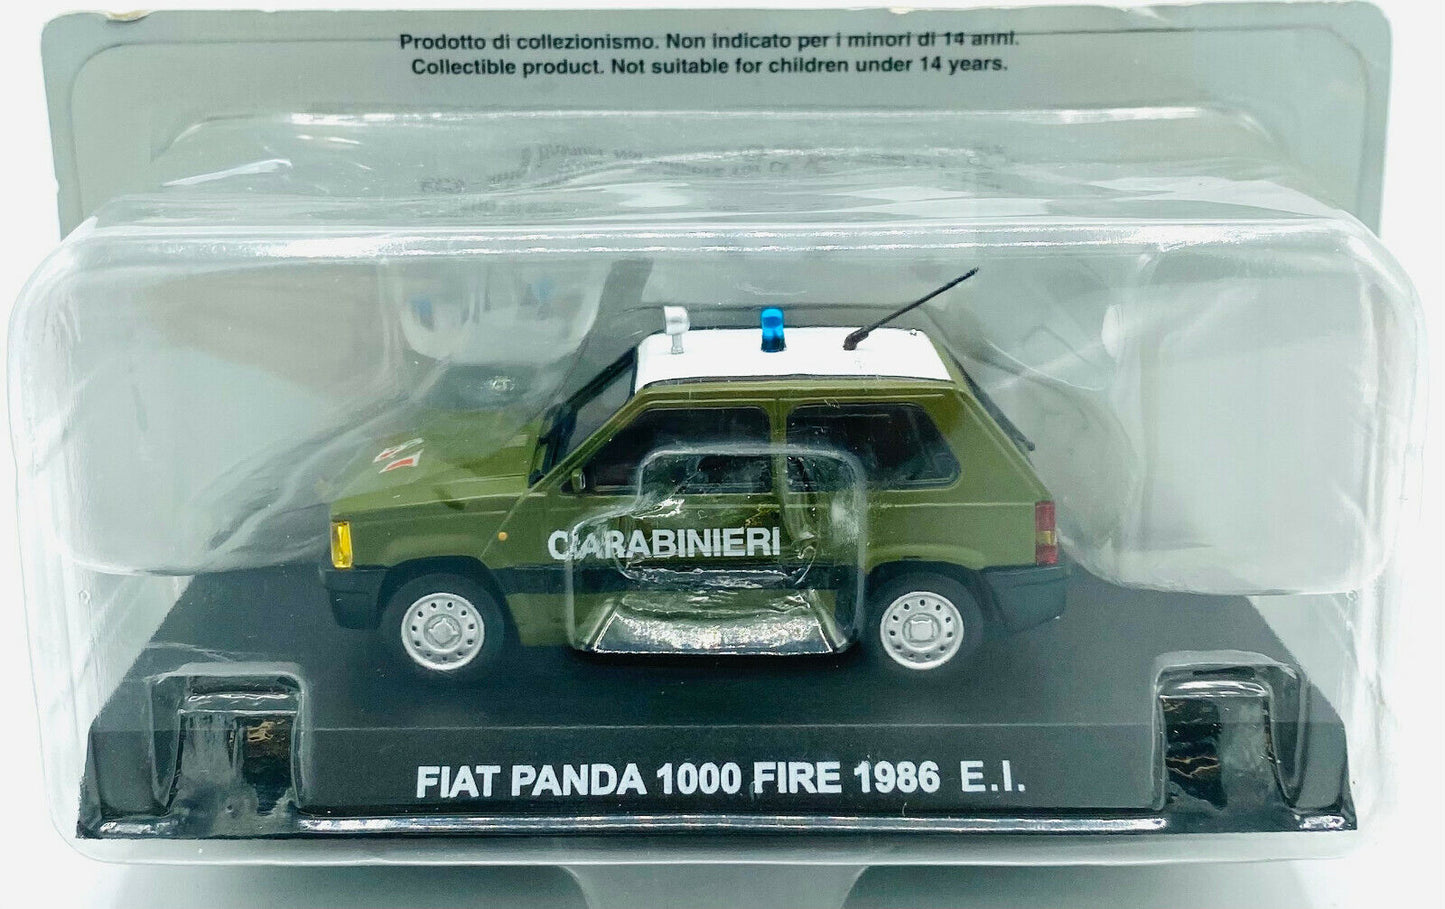 Prodotto di collezionismo. Non indicato per i minori di 14 anni.
Collectible product. Not suitable for children under 14 years.
CARABINIERI
FIAT PANDA 1000 FIRE 1986 E.I.